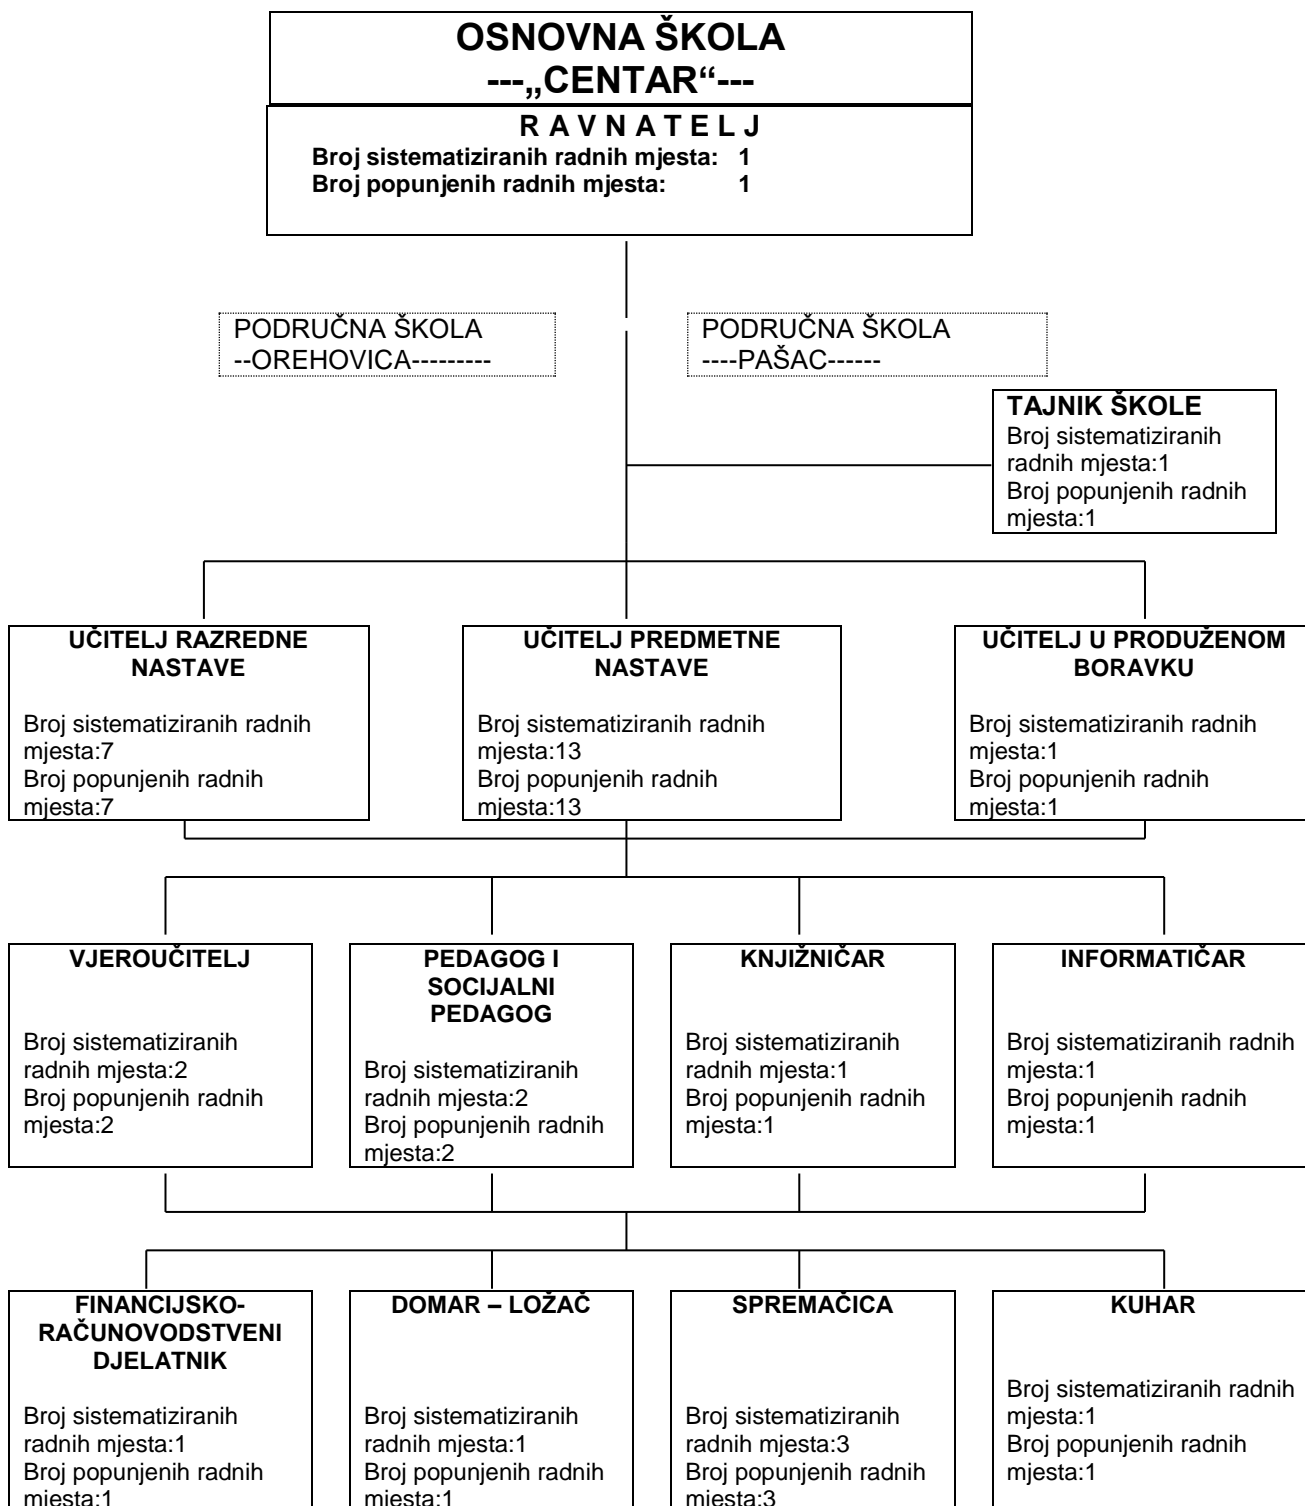 OSNOVNA ŠKOLA
---„CENTAR“---
R A V N A T E L J
Broj sistematiziranih radnih mjesta: 1
Broj popunjenih radnih mjesta: 1
PODRUČNA ŠKOLA
--OREHOVICA---------
PODRUČNA ŠKOLA
----PAŠAC------
TAJNIK ŠKOLE
Broj sistematiziranih
radnih mjesta:1
Broj popunjenih radnih
mjesta:1
UČITELJ RAZREDNE
NASTAVE
Broj sistematiziranih radnih
mjesta:7
Broj popunjenih radnih
mjesta:7
UČITELJ PREDMETNE
NASTAVE
Broj sistematiziranih radnih
mjesta:13
Broj popunjenih radnih
mjesta:13
UČITELJ U PRODUŽENOM
BORAVKU
Broj sistematiziranih radnih
mjesta:1
Broj popunjenih radnih
mjesta:1
VJEROUČITELJ
Broj sistematiziranih
radnih mjesta:2
Broj popunjenih radnih
mjesta:2
PEDAGOG I
SOCIJALNI
PEDAGOG
Broj sistematiziranih
radnih mjesta:2
Broj popunjenih radnih
mjesta:2
KNJIŽNIČAR
Broj sistematiziranih
radnih mjesta:1
Broj popunjenih radnih
mjesta:1
INFORMATIČAR
Broj sistematiziranih radnih
mjesta:1
Broj popunjenih radnih
mjesta:1
FINANCIJSKO-
RAČUNOVODSTVENI
DJELATNIK
Broj sistematiziranih
radnih mjesta:1
Broj popunjenih radnih
mjesta:1
DOMAR – LOŽAČ
Broj sistematiziranih
radnih mjesta:1
Broj popunjenih radnih
mjesta:1
SPREMAČICA
Broj sistematiziranih
radnih mjesta:3
Broj popunjenih radnih
mjesta:3
KUHAR
Broj sistematiziranih radnih
mjesta:1
Broj popunjenih radnih
mjesta:1